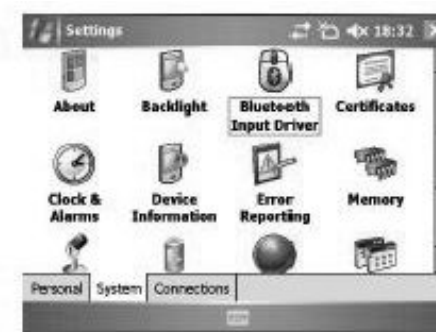 Settings 18:32
About Backlight Bluetooth Certificates
Input Driver
Clock & Device Error Memory
Alarms Information Reporting
Personal System Connections